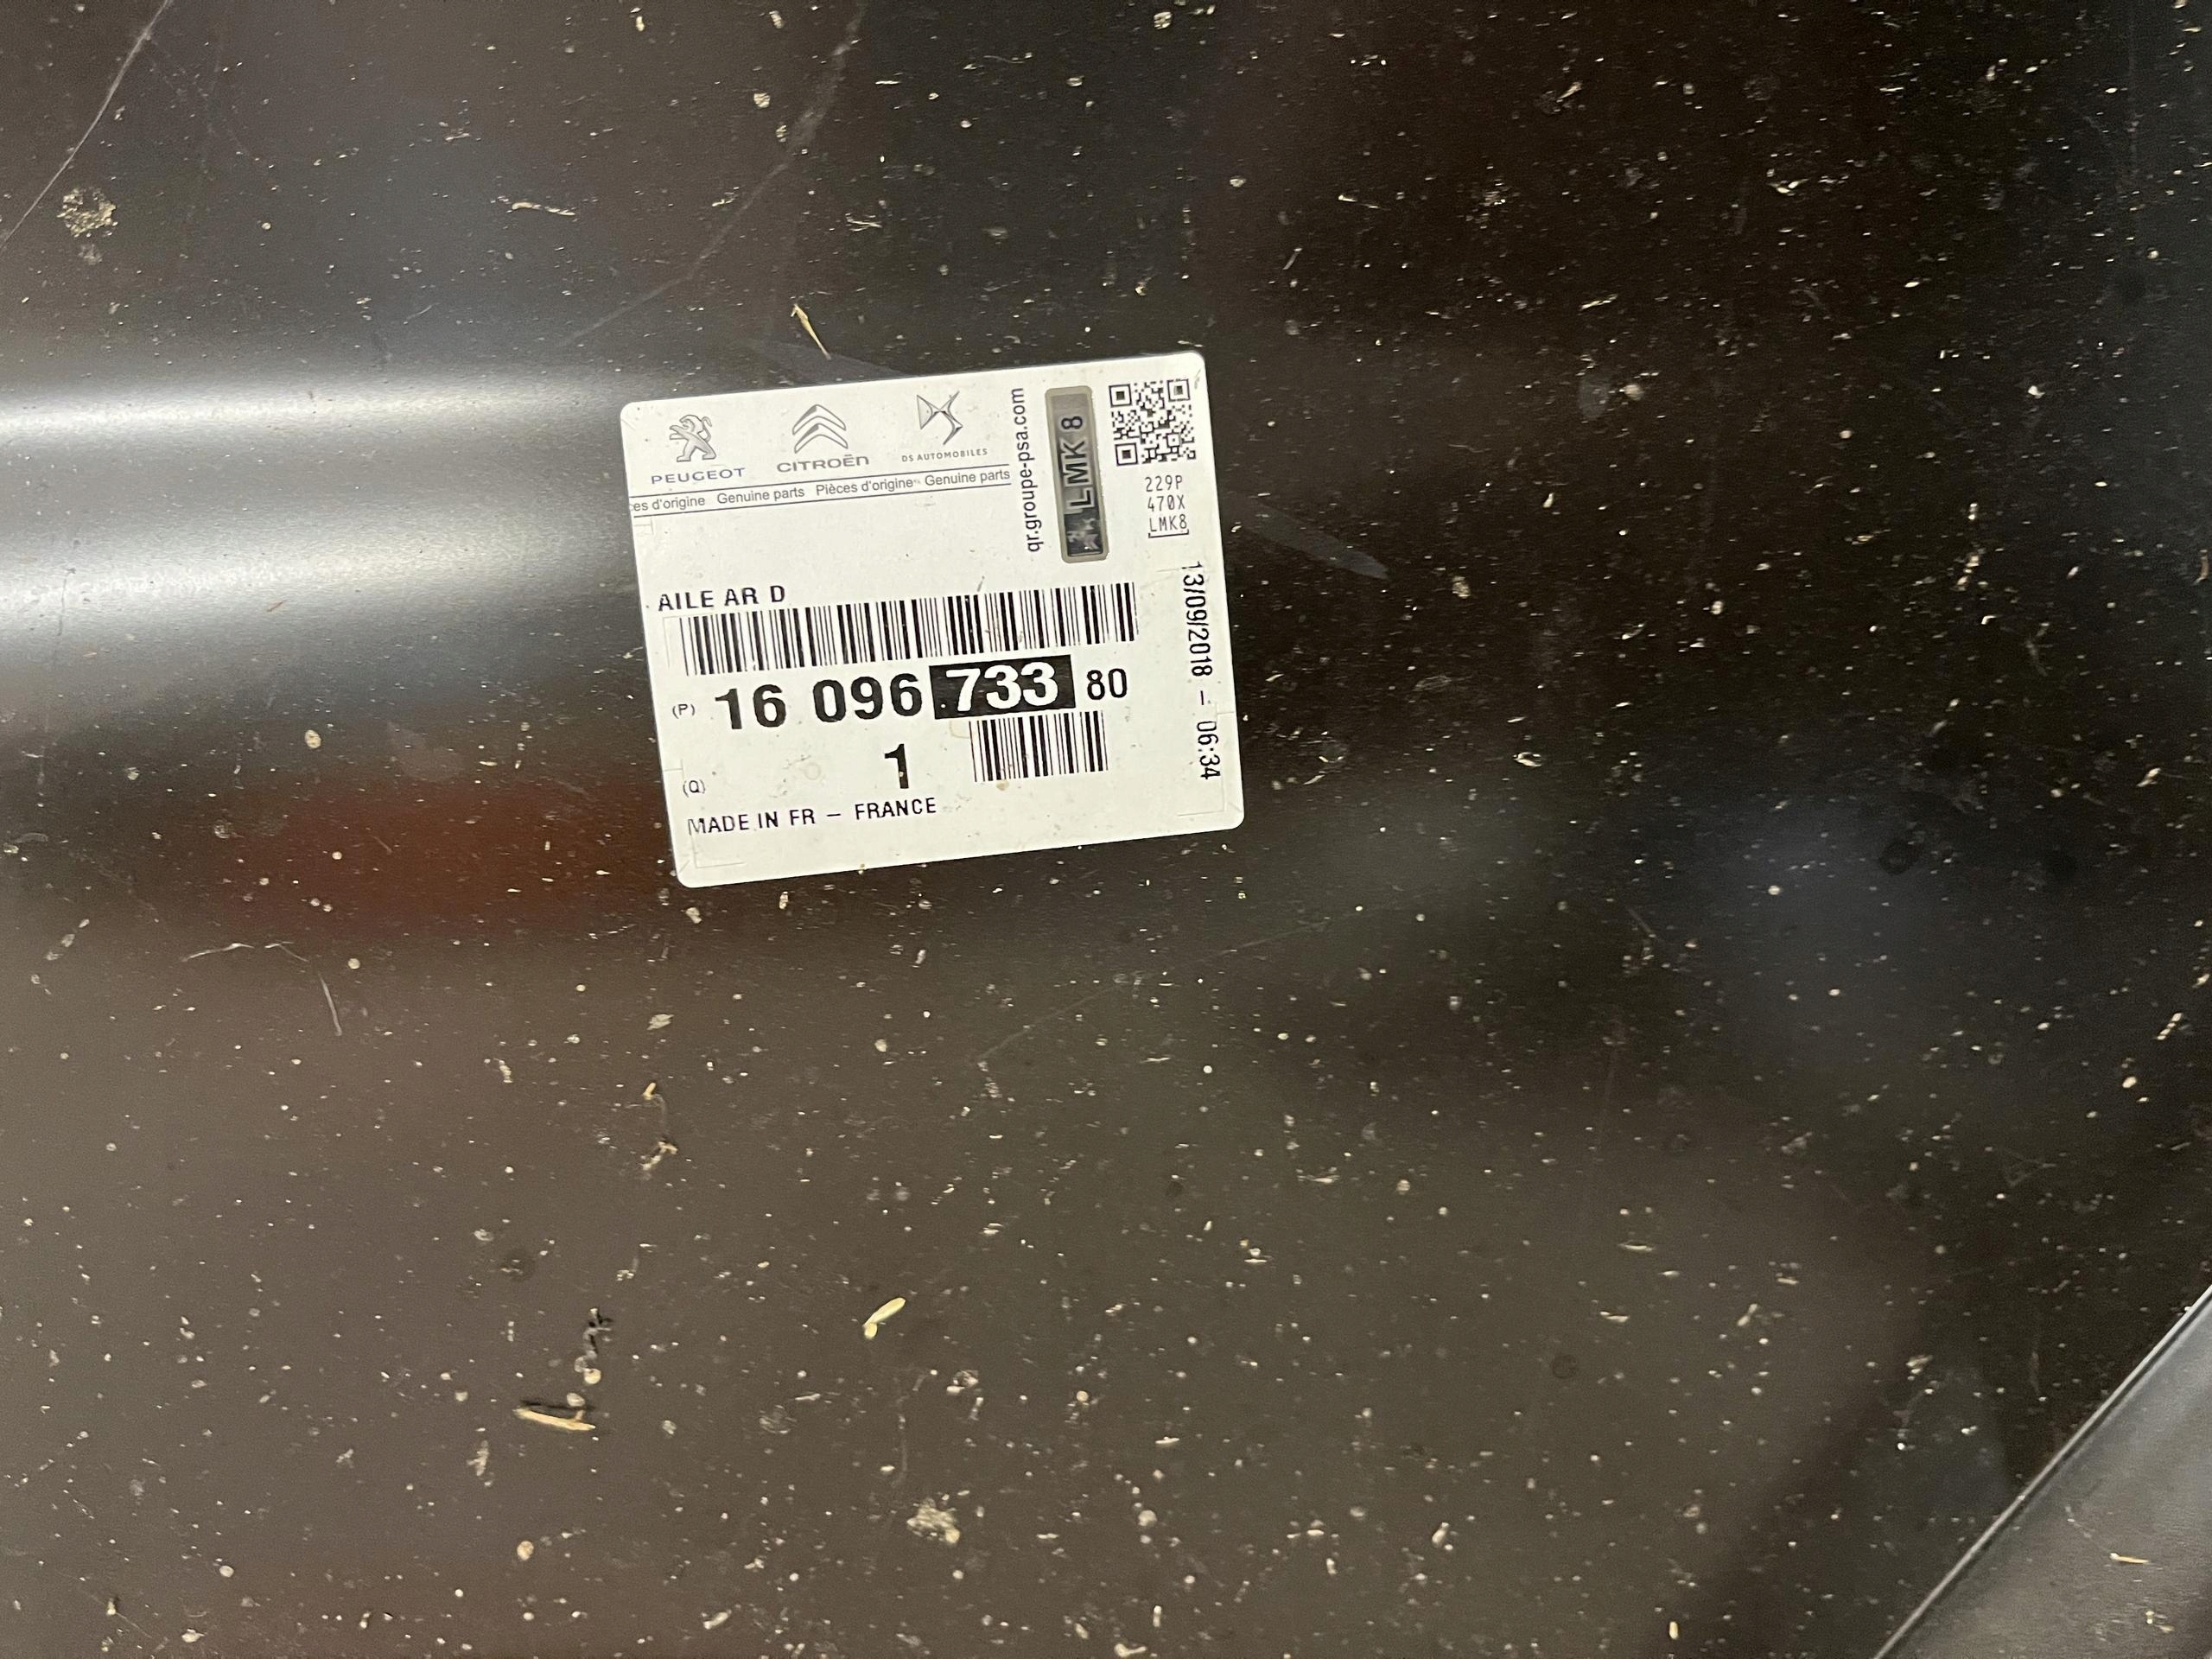 PEUGEOT CITROËN DS AUTOMOBILES
es d'origine Genuine parts Pièces d'origine Genuine parts
qr.groupe-psa.com
LMK 8
229P
470X
LMK8
AILE AR D
(P) 16 096 733 80
(Q) 1
MADE IN FR – FRANCE
13/09/2018 – 06:34